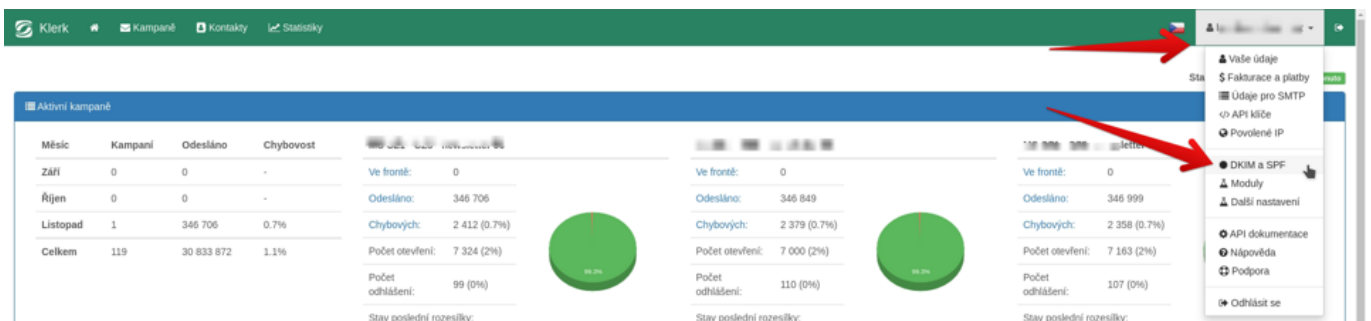 Klerk Kampaně Kontakty Statistiky
Vaše údaje
Sta
$ Fakturace a platby
Údaje pro SMTP
</> API klíče
Povolené IP
DKIM a SPF
Moduly
Další nastavení
API dokumentace
Nápověda
Podpora
Odhlásit se
Aktivní kampaně
Měsíc Kampaní Odesláno Chybovost
Září 0 0 -
Říjen 0 0 -
Listopad 1 346 706 0.7%
Celkem 119 30 833 872 1.1%
Ve frontě: 0
Odesláno: 346 706
Chybových: 2 412 (0.7%)
Počet otevření: 7 324 (2%)
Počet odhlášení: 99 (0%)
Stav poslední rozesílky:
99.3%
Ve frontě: 0
Odesláno: 346 849
Chybových: 2 379 (0.7%)
Počet otevření: 7 000 (2%)
Počet odhlášení: 110 (0%)
Stav poslední rozesílky:
99.3%
letter
Ve frontě: 0
Odesláno: 346 999
Chybových: 2 358 (0.7%)
Počet otevření: 7 163 (2%)
Počet odhlášení: 107 (0%)
Stav poslední rozesílky: